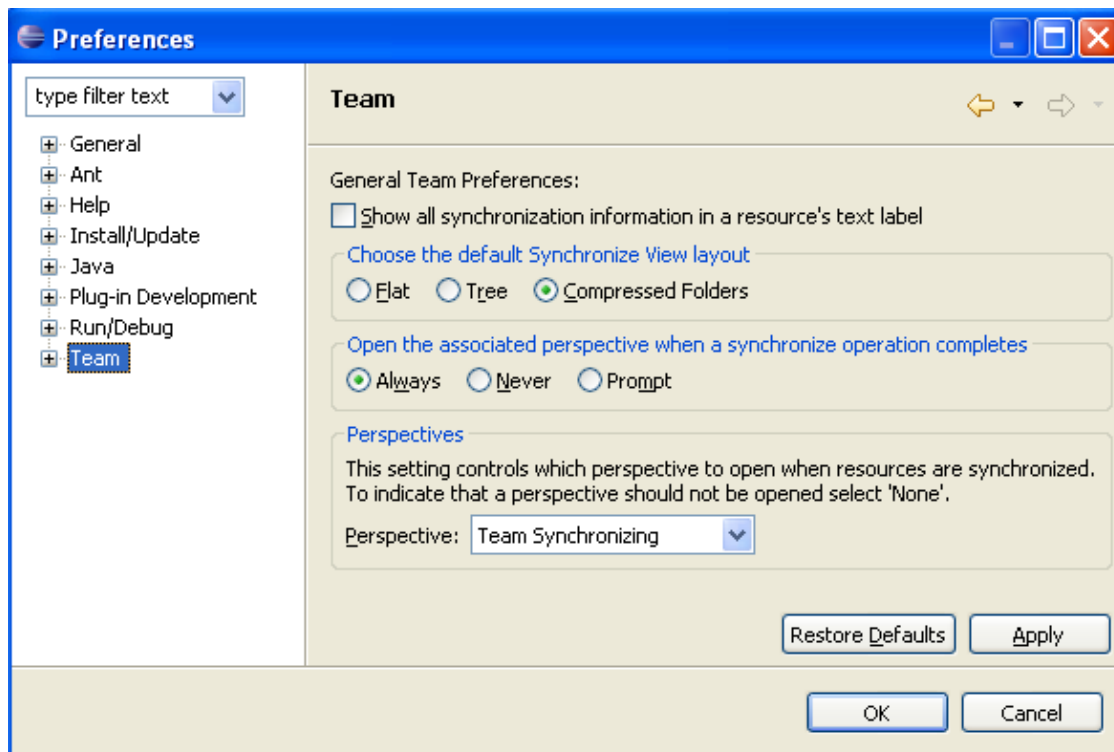 Preferences
type filter text
General
Ant
Help
Install/Update
Java
Plug-in Development
Run/Debug
Team
Team
General Team Preferences:
Show all synchronization information in a resource's text label
Choose the default Synchronize View layout
Flat Tree Compressed Folders
Open the associated perspective when a synchronize operation completes
Always Never Prompt
Perspectives
This setting controls which perspective to open when resources are synchronized.
To indicate that a perspective should not be opened select 'None'.
Perspective: Team Synchronizing
Restore Defaults Apply
OK Cancel